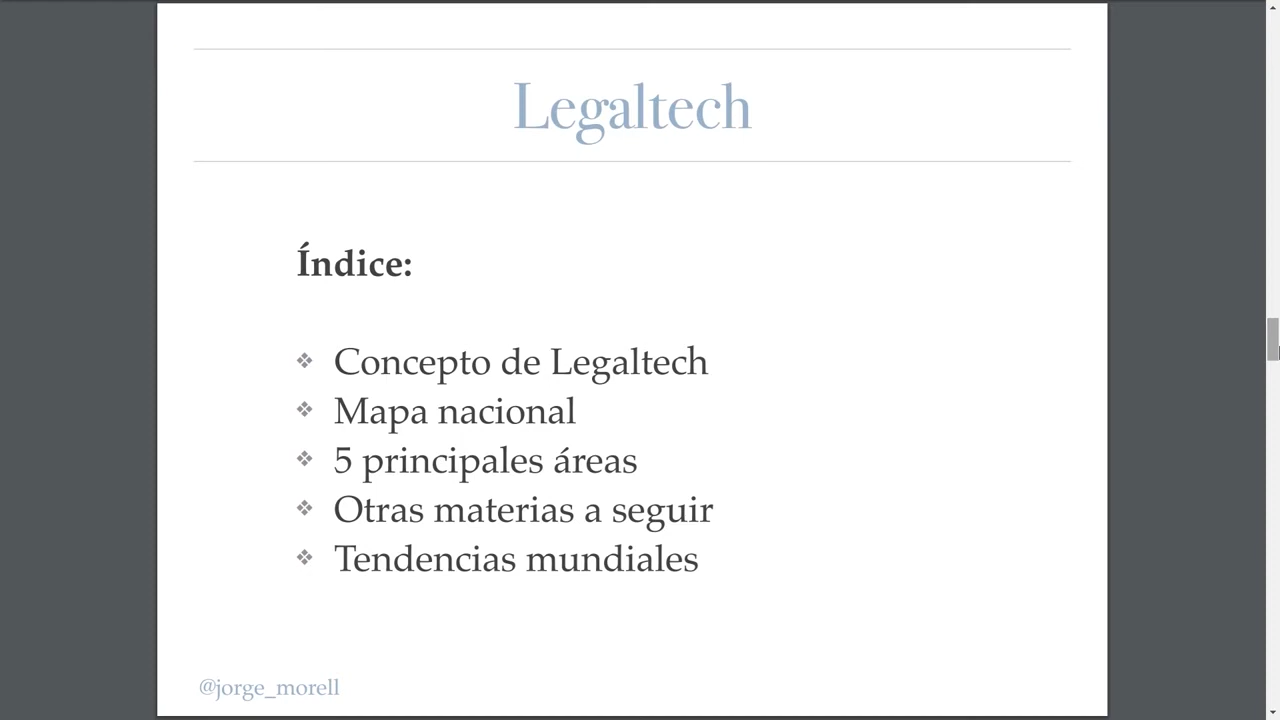 Legaltech
Índice:
❖ Concepto de Legaltech
❖ Mapa nacional
❖ 5 principales áreas
❖ Otras materias a seguir
❖ Tendencias mundiales
@jorge_morell